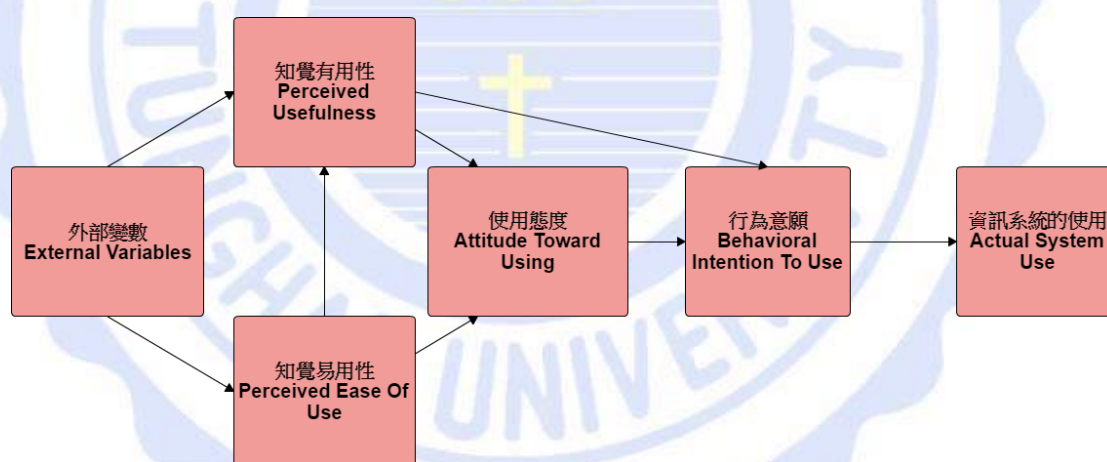 知覺有用性
Perceived
Usefulness
外部變數
External Variables
使用態度
Attitude Toward
Using
行為意願
Behavioral
Intention To Use
資訊系統的使用
Actual System
Use
知覺易用性
Perceived Ease Of
Use
UNIVERSITY